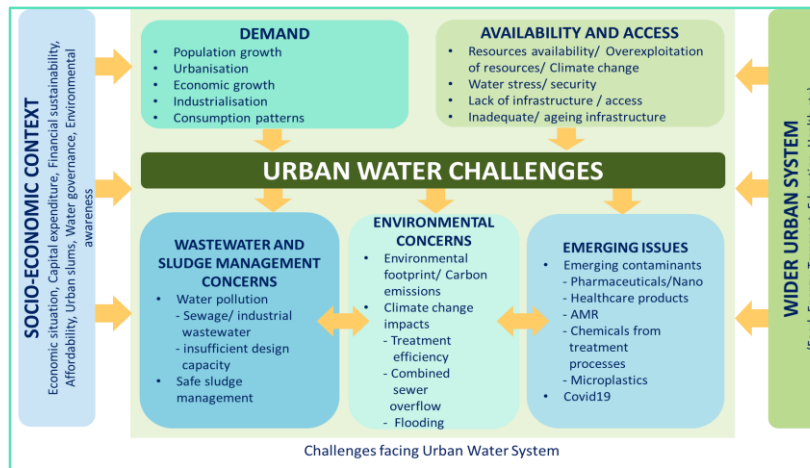 DEMAND
• Population growth
• Urbanisation
• Economic growth
• Industrialisation
• Consumption patterns
AVAILABILITY AND ACCESS
• Resources availability/ Overexploitation
of resources/ Climate change
• Water stress/ security
• Lack of infrastructure / access
• Inadequate/ ageing infrastructure
SOCIO-ECONOMIC CONTEXT
Economic situation, Capital expenditure, Financial sustainability,
Affordability, Urban slums, Water governance, Environmental
awareness
URBAN WATER CHALLENGES
WIDER URBAN SYSTEM
WASTEWATER AND
SLUDGE MANAGEMENT
CONCERNS
• Water pollution
- Sewage/ industrial
wastewater
- insufficient design
capacity
• Safe sludge
management
ENVIRONMENTAL
CONCERNS
• Environmental
footprint/ Carbon
emissions
• Climate change
impacts
- Treatment
efficiency
- Combined
sewer
overflow
- Flooding
EMERGING ISSUES
• Emerging contaminants
- Pharmaceuticals/Nano
- Healthcare products
- AMR
- Chemicals from
treatment
processes
- Microplastics
• Covid19
Challenges facing Urban Water System